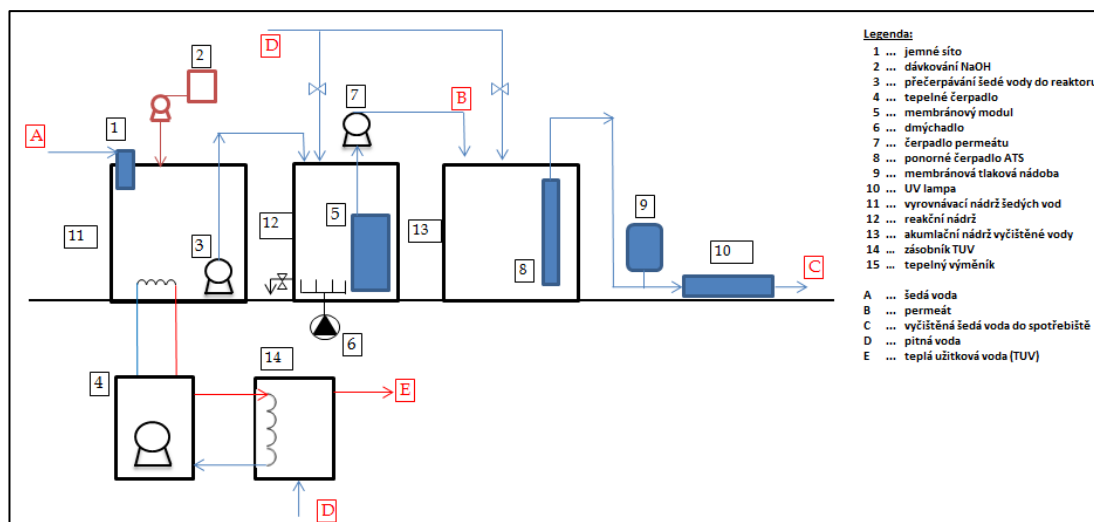 D
2
A
1
7
B
11
3
12
5
13
8
9
10
C
6
14
4
E
D
Legenda:
1 ... jemné síto
2 ... dávkování NaOH
3 ... přečerpávání šedé vody do reaktoru
4 ... tepelné čerpadlo
5 ... membránový modul
6 ... dmýchadlo
7 ... čerpadlo permeátu
8 ... ponorné čerpadlo ATS
9 ... membránová tlaková nádoba
10 ... UV lampa
11 ... vyrovnávací nádrž šedých vod
12 ... reakční nádrž
13 ... akumlační nádrž vyčištěné vody
14 ... zásobník TUV
15 ... tepelný výměník
A ... šedá voda
B ... permeát
C ... vyčištěná šedá voda do spotřebiště
D ... pitná voda
E ... teplá užitková voda (TUV)